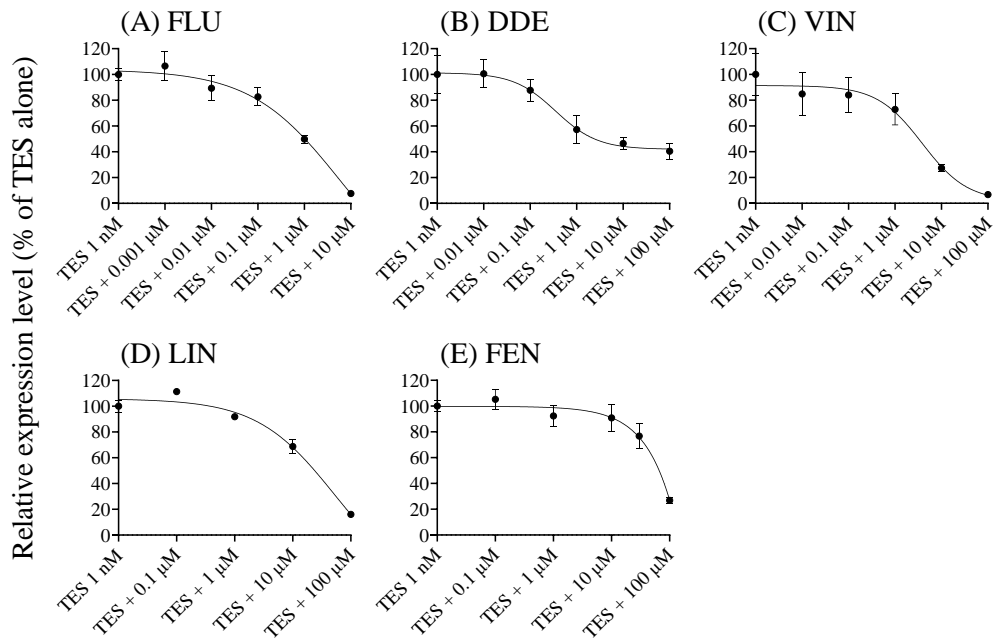 Relative expression level (% of TES alone)
(A) FLU
120
100
80
60
40
20
0
TES 1 nM
TES + 0.001 μM
TES + 0.01 μM
TES + 0.1 μM
TES + 1 μM
TES + 10 μM
(B) DDE
120
100
80
60
40
20
0
TES 1 nM
TES + 0.01 μM
TES + 0.1 μM
TES + 1 μM
TES + 10 μM
TES + 100 μM
(C) VIN
120
100
80
60
40
20
0
TES 1 nM
TES + 0.01 μM
TES + 0.1 μM
TES + 1 μM
TES + 10 μM
TES + 100 μM
(D) LIN
120
100
80
60
40
20
0
TES 1 nM
TES + 0.1 μM
TES + 1 μM
TES + 10 μM
TES + 100 μM
(E) FEN
120
100
80
60
40
20
0
TES 1 nM
TES + 0.1 μM
TES + 1 μM
TES + 10 μM
TES + 100 μM